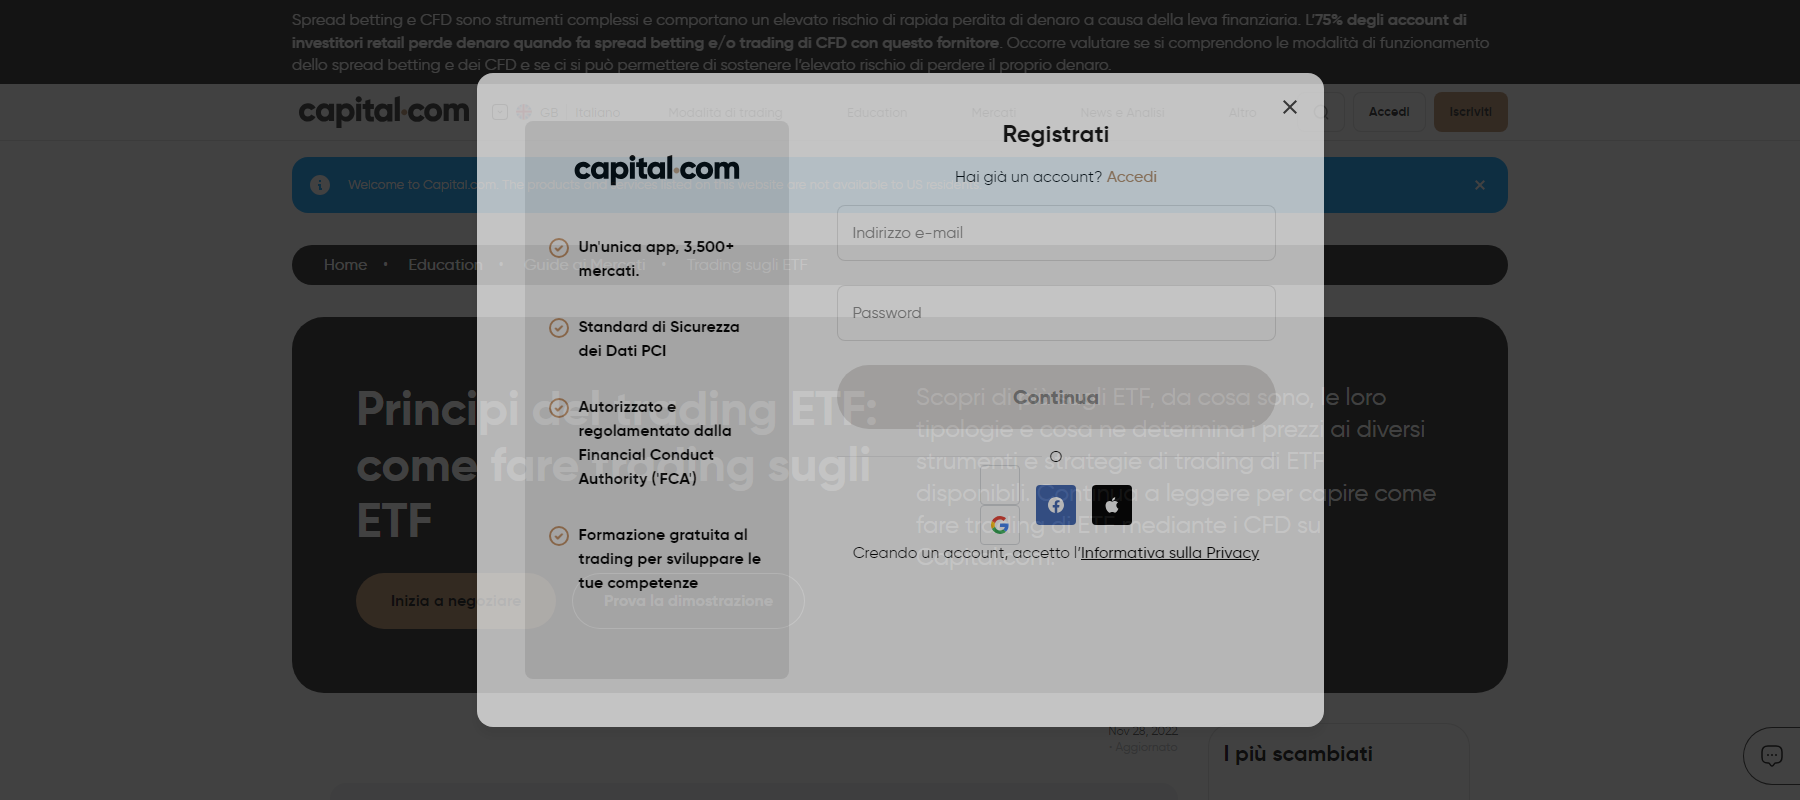 Spread betting e CFD sono strumenti complessi e comportano un elevato rischio di rapida perdita di denaro a causa della leva finanziaria. L'75% degli account di
investitori retail perde denaro quando fa spread betting e/o trading di CFD con questo fornitore. Occorre valutare se si comprendono le modalità di funzionamento
dello spread betting e dei CFD e se ci si può permettere di sostenere l'elevato rischio di perdere il proprio denaro.
capital.com
GB
Italiano
Modalità di trading
Education
Mercati
News e Analisi
Altro
Accedi
Iscriviti
Welcome to Capital.com. The products and services listed on this website are not available to US residents.
Home • Education • Guide ai Mercati • Trading sugli ETF
Principi del trading ETF:
come fare trading sugli
ETF
Scopri di più sugli ETF, da cosa sono, le loro
tipologie e cosa ne determina i prezzi ai diversi
strumenti e strategie di trading di ETF
disponibili. Continua a leggere per capire come
fare trading di ETF mediante i CFD su
Capital.com.
Inizia a negoziare
Prova la dimostrazione
capital.com
Un'unica app, 3,500+
mercati.
Standard di Sicurezza
dei Dati PCI
Autorizzato e
regolamentato dalla
Financial Conduct
Authority ('FCA')
Formazione gratuita al
trading per sviluppare le
tue competenze
Registrati
Hai già un account? Accedi
Indirizzo e-mail
Password
Continua
O
Creando un account, accetto l'Informativa sulla Privacy
Nov 28, 2022
• Aggiornato
I più scambiati